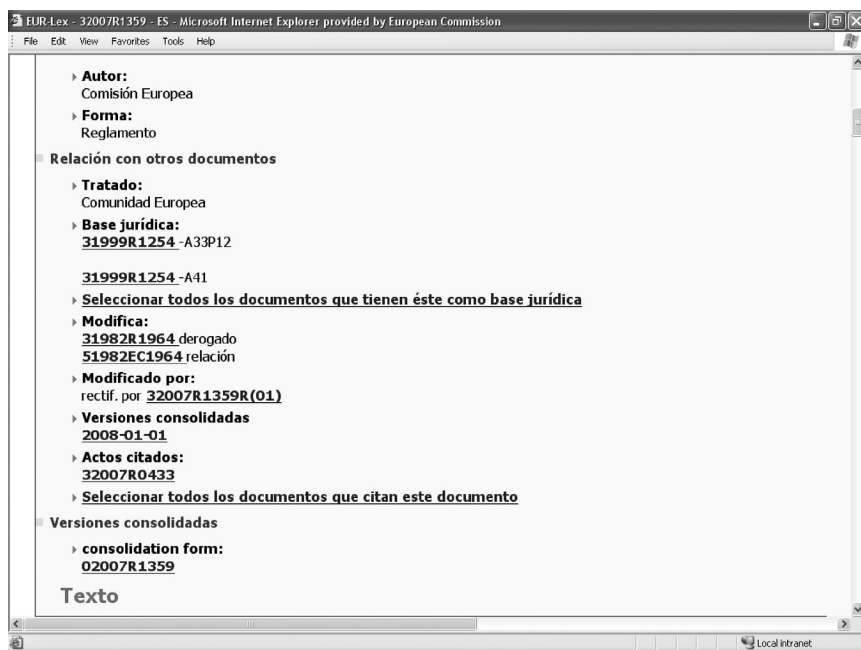 EUR-Lex - 32007R1359 - ES - Microsoft Internet Explorer provided by European Commission
File Edit View Favorites Tools Help
Autor:
Comisión Europea
Forma:
Reglamento
Relación con otros documentos
Tratado:
Comunidad Europea
Base jurídica:
31999R1254 -A33P12
31999R1254 -A41
Seleccionar todos los documentos que tienen éste como base jurídica
Modifica:
31982R1964 derogado
51982EC1964 relación
Modificado por:
rectif. por 32007R1359R(01)
Versiones consolidadas
2008-01-01
Actos citados:
32007R0433
Seleccionar todos los documentos que citan este documento
Versiones consolidadas
consolidation form:
02007R1359
Texto
Local intranet